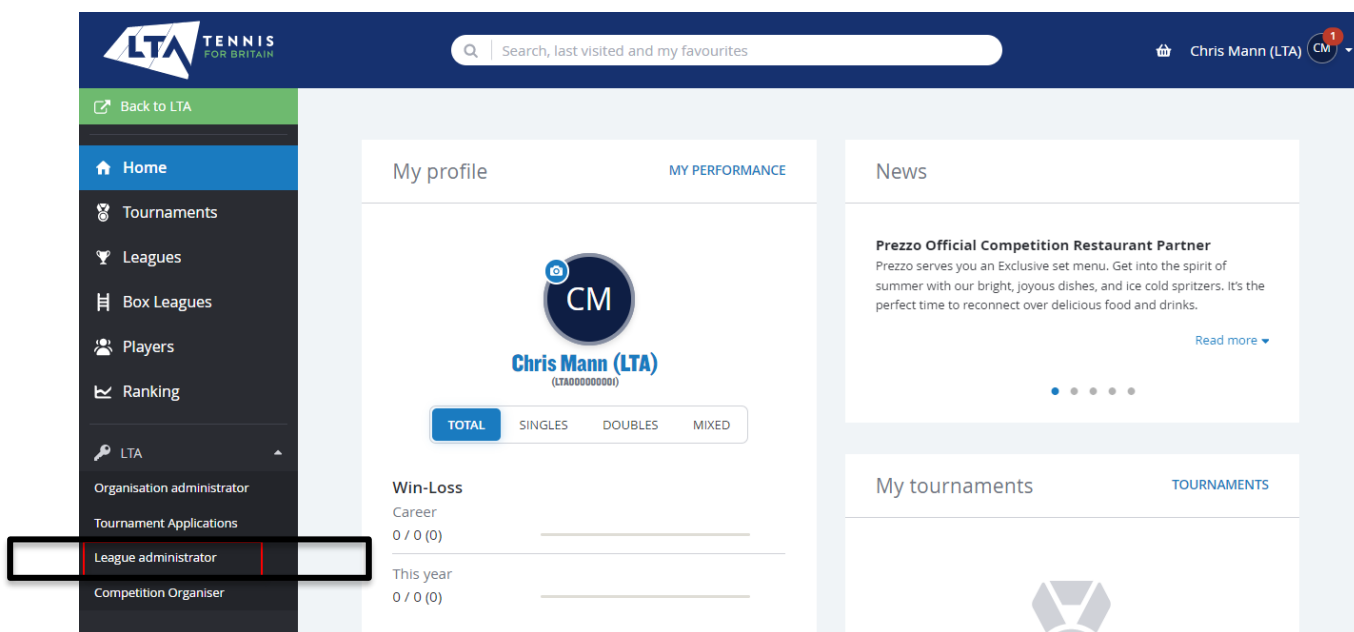 LTA TENNIS
FOR BRITAIN
Search, last visited and my favourites
Chris Mann (LTA) CM 1
Back to LTA
Home
Tournaments
Leagues
Box Leagues
Players
Ranking
LTA
Organisation administrator
Tournament Applications
League administrator
Competition Organiser
My profile MY PERFORMANCE
CM
Chris Mann (LTA)
TOTAL SINGLES DOUBLES MIXED
Win-Loss
Career
0 / 0 (0)
This year
0 / 0 (0)
News
Prezzo Official Competition Restaurant Partner
Prezzo serves you an Exclusive set menu. Get into the spirit of
summer with our bright, joyous dishes, and ice cold spritzers. It's the
perfect time to reconnect over delicious food and drinks.
Read more
My tournaments TOURNAMENTS